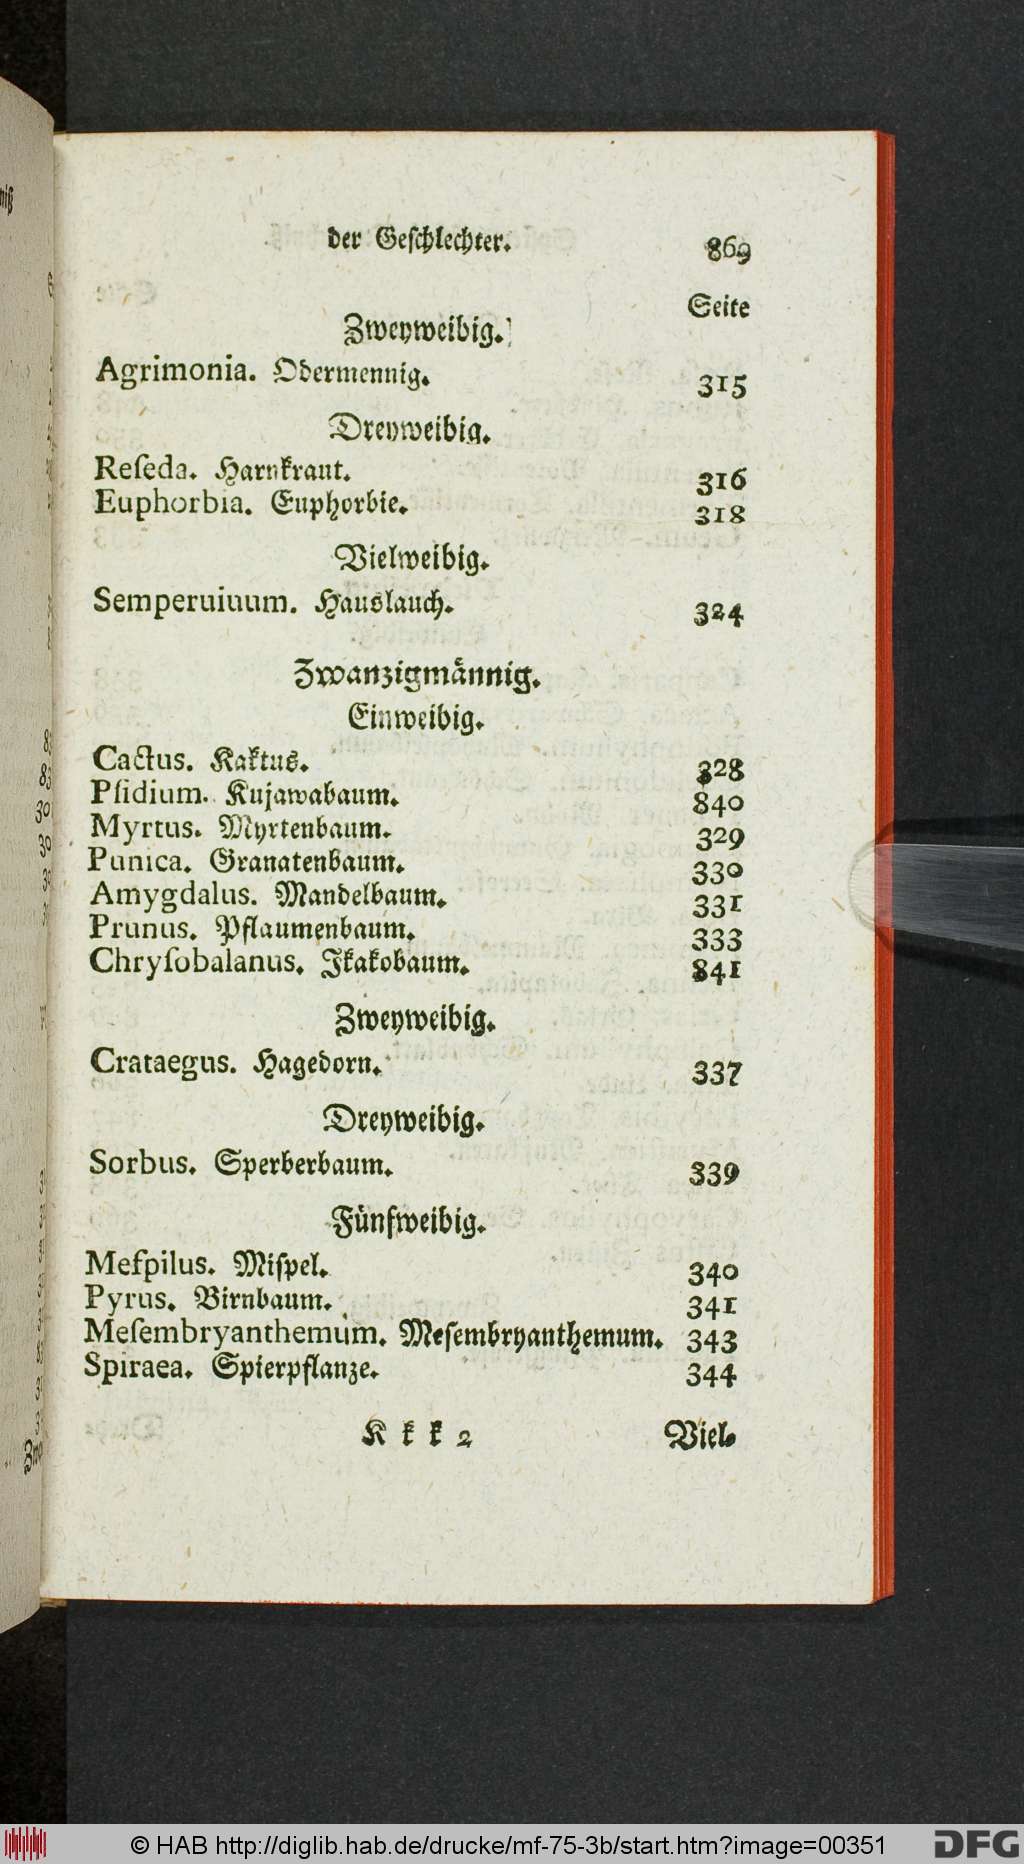 der Geſchlechter. 869
Seite
Zweyweibig.
Agrimonia. Odermennig. 315
Dreyweibig.
Reſeda. Harnkraut. 316
Euphorbia. Euphorbie. 318
Vielweibig.
Semperuiuum. Hauslauch. 324
Zwanzigmännig.
Einweibig.
Cactus. Kaktus. 328
Pſidium. Kujawabaum. 840
Myrtus. Myrtenbaum. 329
Punica. Granatenbaum. 330
Amygdalus. Mandelbaum. 331
Prunus. Pflaumenbaum. 333
Chryſobalanus. Ikakobaum. 841
Zweyweibig.
Crataegus. Hagedorn. 337
Dreyweibig.
Sorbus. Sperberbaum. 339
Fünfweibig.
Meſpilus. Miſpel. 340
Pyrus. Birnbaum. 341
Meſembryanthemum. Meſembryanthemum. 343
Spiraea. Spierpflanze. 344
K k k 2 Viel-
© HAB http://diglib.hab.de/drucke/mf-75-3b/start.htm?image=00351
DFG